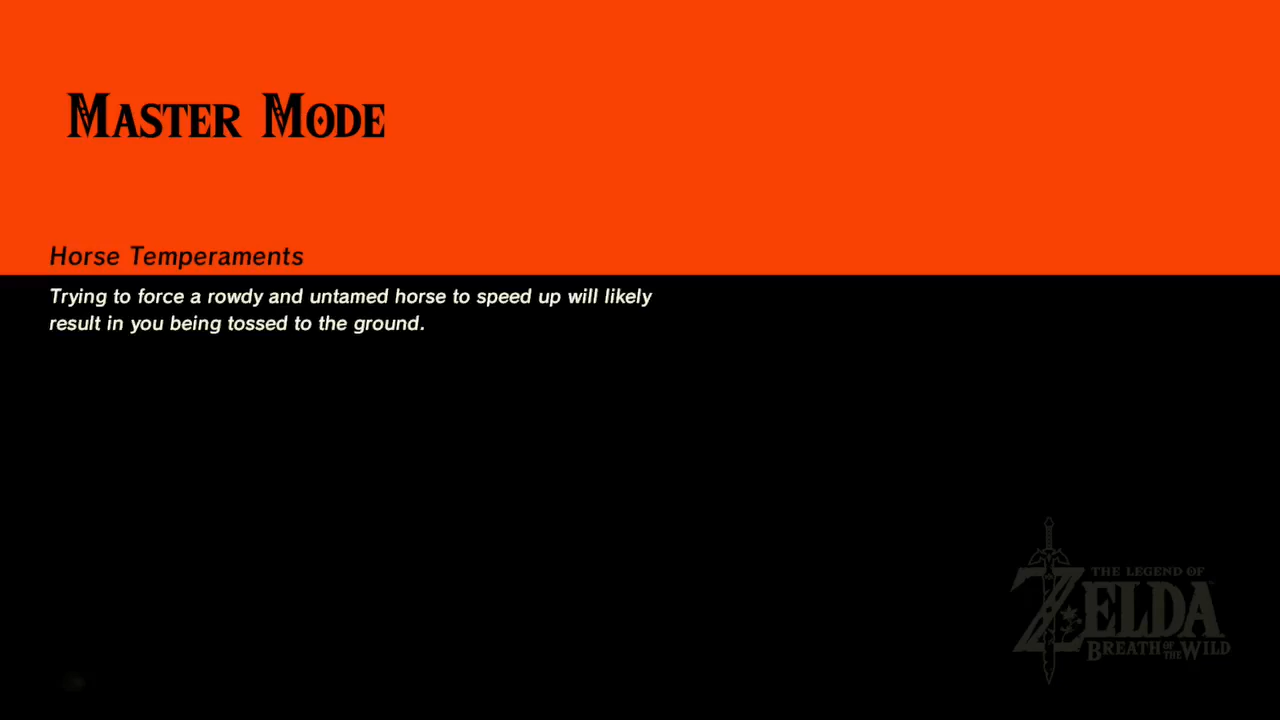 Master Mode
Horse Temperaments
Trying to force a rowdy and untamed horse to speed up will likely
result in you being tossed to the ground.
THE LEGEND OF
ZELDA
BREATH OF THE WILD